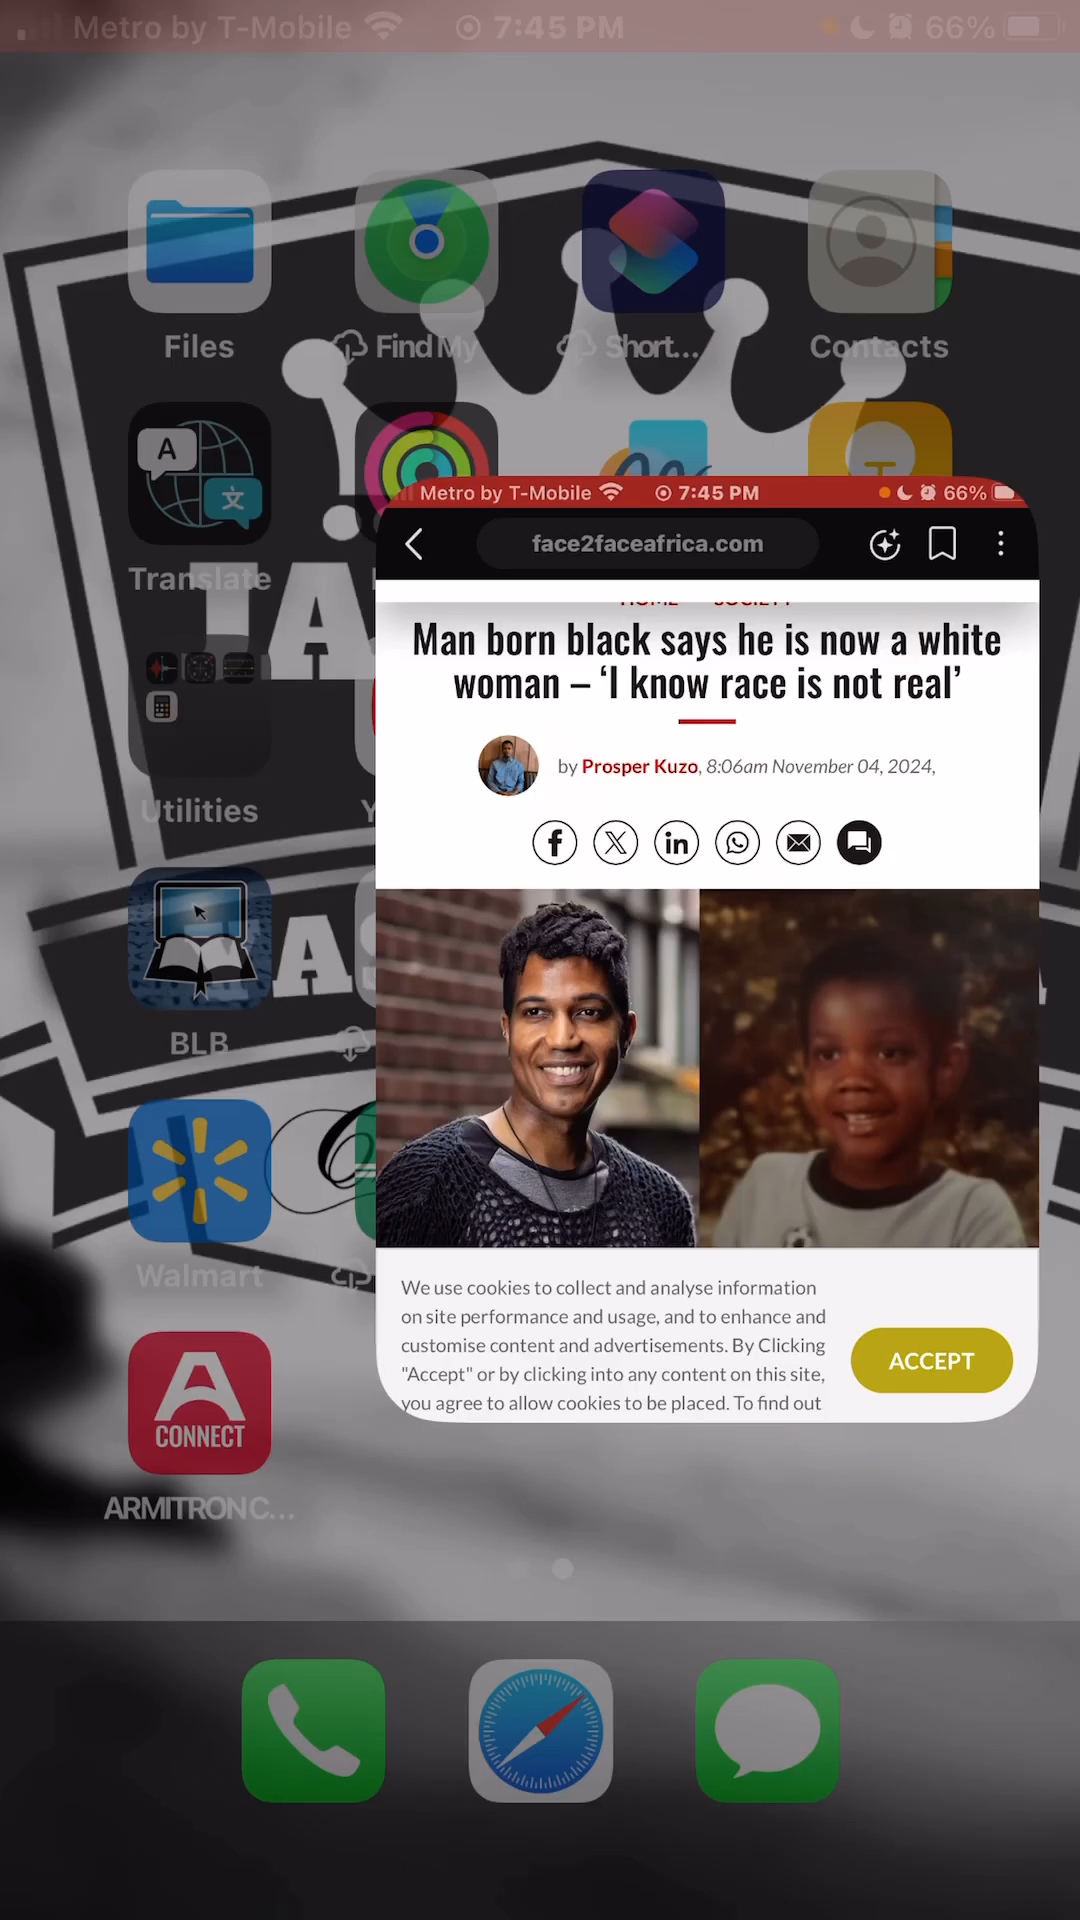 Metro by T-Mobile 7:45 PM 66%
Files Find My Short... Contacts
A 文
Translate
Utilities
BLB
Walmart
A
CONNECT
ARMITRON C...
Metro by T-Mobile 7:45 PM 66%
face2faceafrica.com
HOME SOCIETY
Man born black says he is now a white
woman – ‘I know race is not real’
by Prosper Kuzo, 8:06am November 04, 2024,
We use cookies to collect and analyse information
on site performance and usage, and to enhance and
customise content and advertisements. By Clicking
"Accept" or by clicking into any content on this site,
you agree to allow cookies to be placed. To find out
ACCEPT